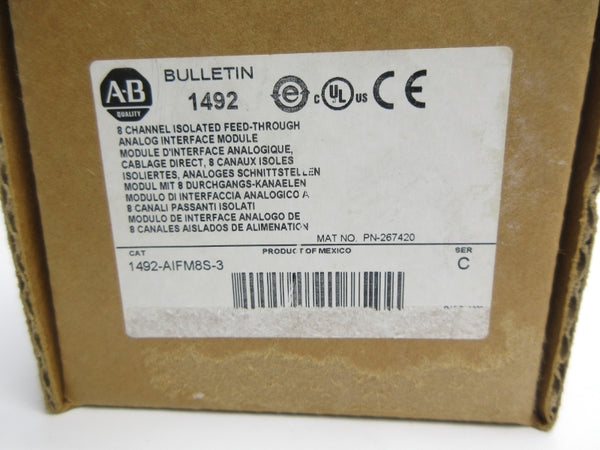 A-B
QUALITY
BULLETIN
1492
C UL US CE
8 CHANNEL ISOLATED FEED-THROUGH
ANALOG INTERFACE MODULE
MODULE D'INTERFACE ANALOGIQUE,
CABLAGE DIRECT, 8 CANAUX ISOLES
ISOLIERTES, ANALOGES SCHNITTSTELLEN
MODUL MIT 8 DURCHGANGS-KANAELEN
MODULO DI INTERFACCIA ANALOGICO A
8 CANALI PASSANTI ISOLATI
MODULO DE INTERFACE ANALOGO DE
8 CANALES AISLADOS DE ALIMENATION
MAT NO. PN-267420
CAT PRODUCT OF MEXICO SER
1492-AIFM8S-3 C